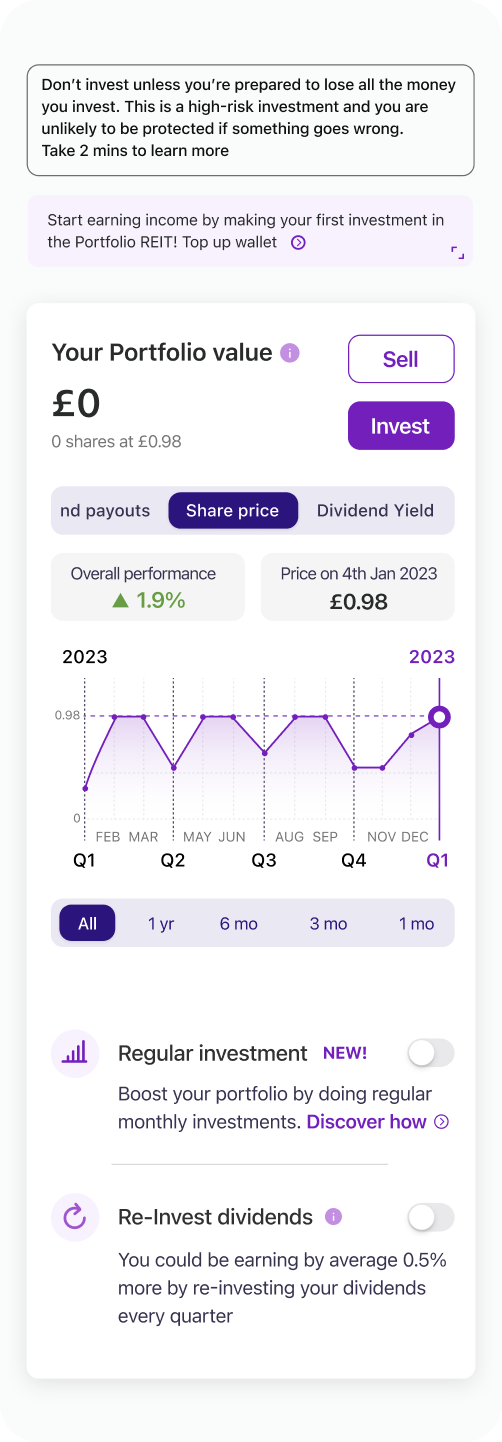 Don’t invest unless you’re prepared to lose all the money
you invest. This is a high-risk investment and you are
unlikely to be protected if something goes wrong.
Take 2 mins to learn more
Start earning income by making your first investment in
the Portfolio REIT! Top up wallet
Your Portfolio value
Sell
£0
0 shares at £0.98
Invest
nd payouts Share price Dividend Yield
Overall performance
1.9%
Price on 4th Jan 2023
£0.98
2023 2023
0.98
0
FEB MAR MAY JUN AUG SEP NOV DEC
Q1 Q2 Q3 Q4 Q1
All 1 yr 6 mo 3 mo 1 mo
Regular investment NEW!
Boost your portfolio by doing regular
monthly investments. Discover how
Re-Invest dividends
You could be earning by average 0.5%
more by re-investing your dividends
every quarter